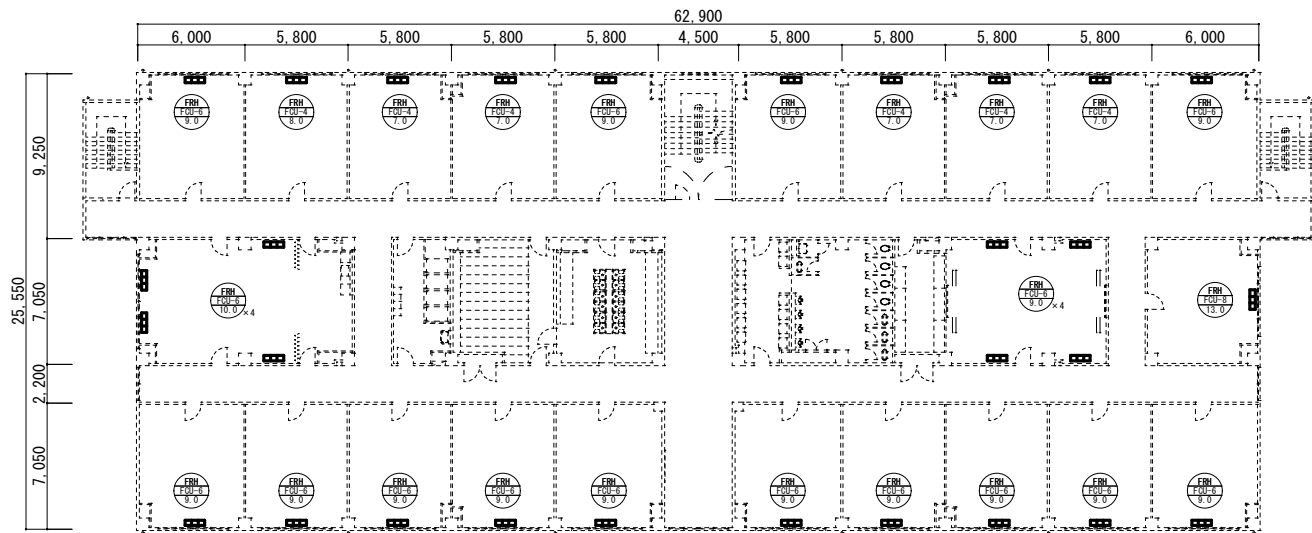 62,900
6,000 5,800 5,800 5,800 5,800 4,500 5,800 5,800 5,800 5,800 6,000
FRH FRH FRH FRH FRH FRH FRH FRH FRH FRH
FCU-6 FCU-4 FCU-4 FCU-4 FCU-6 FCU-6 FCU-4 FCU-4 FCU-4 FCU-6
9.0 8.0 7.0 7.0 9.0 9.0 7.0 7.0 7.0 9.0
9,250
25,550
7,050
FRH FRH FRH
FCU-6 FCU-6 FCU-8
10.0 ×4 9.0 ×4 13.0
2,200
7,050
FRH FRH FRH FRH FRH FRH FRH FRH FRH FRH
FCU-6 FCU-6 FCU-6 FCU-6 FCU-6 FCU-6 FCU-6 FCU-6 FCU-6 FCU-6
9.0 9.0 9.0 9.0 9.0 9.0 9.0 9.0 9.0 9.0